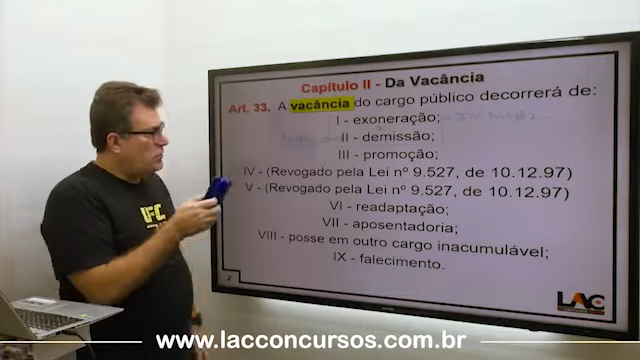 Capítulo II - Da Vacância
Art. 33. A vacância do cargo público decorrerá de:
I - exoneração;
II - demissão;
III - promoção;
IV - (Revogado pela Lei nº 9.527, de 10.12.97)
V - (Revogado pela Lei nº 9.527, de 10.12.97)
VI - readaptação;
VII - aposentadoria;
VIII - posse em outro cargo inacumulável;
IX - falecimento.
UFC
2
LAC
www.lacconcursos.com.br